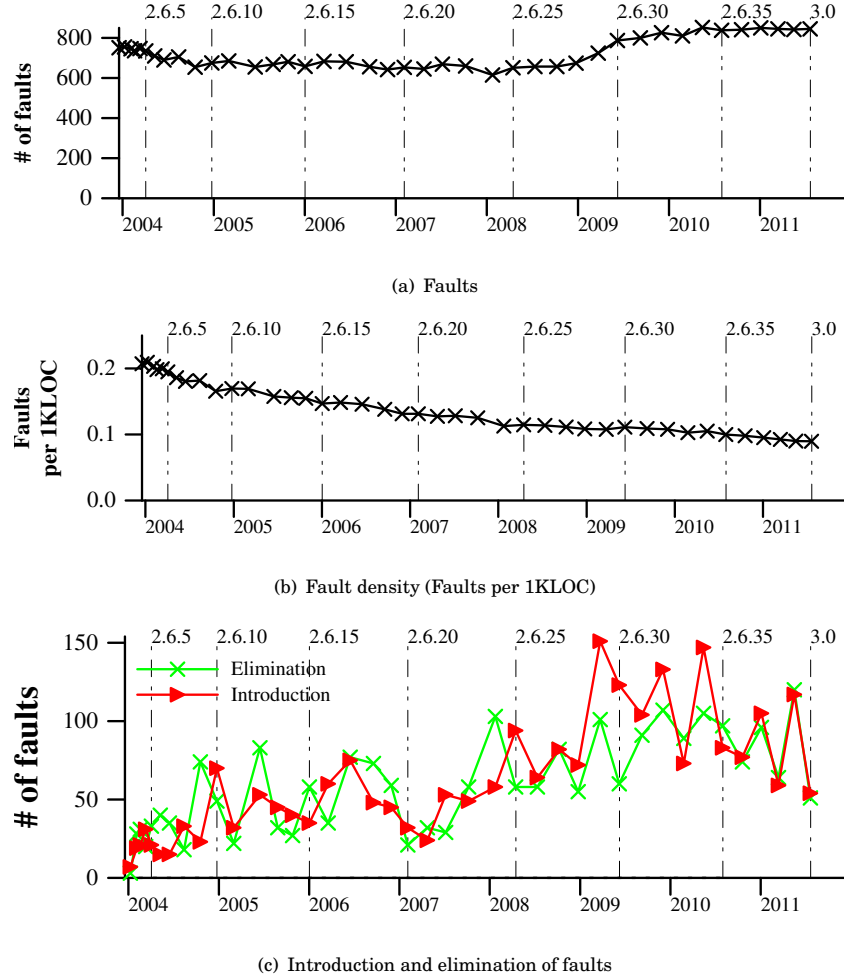 2.6.5 2.6.10 2.6.15 2.6.20 2.6.25 2.6.30 2.6.35 3.0
800
600
400
200
0
# of faults
2004 2005 2006 2007 2008 2009 2010 2011
(a) Faults
2.6.5 2.6.10 2.6.15 2.6.20 2.6.25 2.6.30 2.6.35 3.0
0.2
0.1
0.0
Faults
per 1KLOC
2004 2005 2006 2007 2008 2009 2010 2011
(b) Fault density (Faults per 1KLOC)
150
100
50
0
# of faults
2.6.5 2.6.10 2.6.15 2.6.20 2.6.25 2.6.30 2.6.35 3.0
Elimination
Introduction
2004 2005 2006 2007 2008 2009 2010 2011
(c) Introduction and elimination of faults